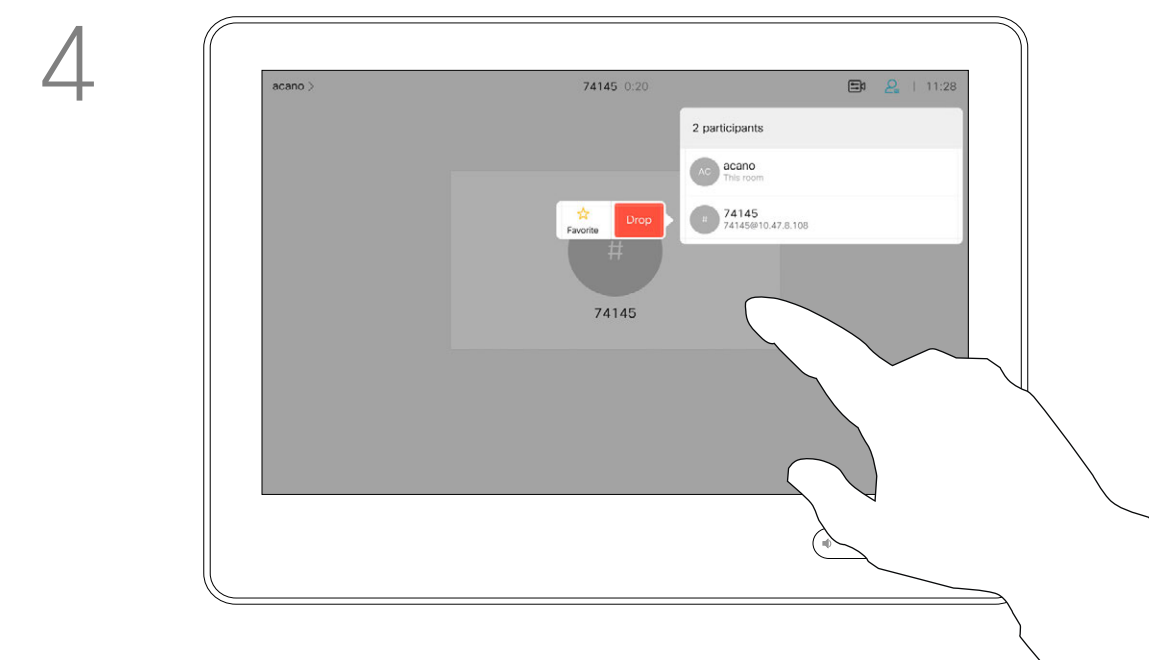 4
acano >
74145 0:20
11:28
2 participants
AC
acano
This room
#
74145
74145@10.47.8.108
Favorite
Drop
#
74145